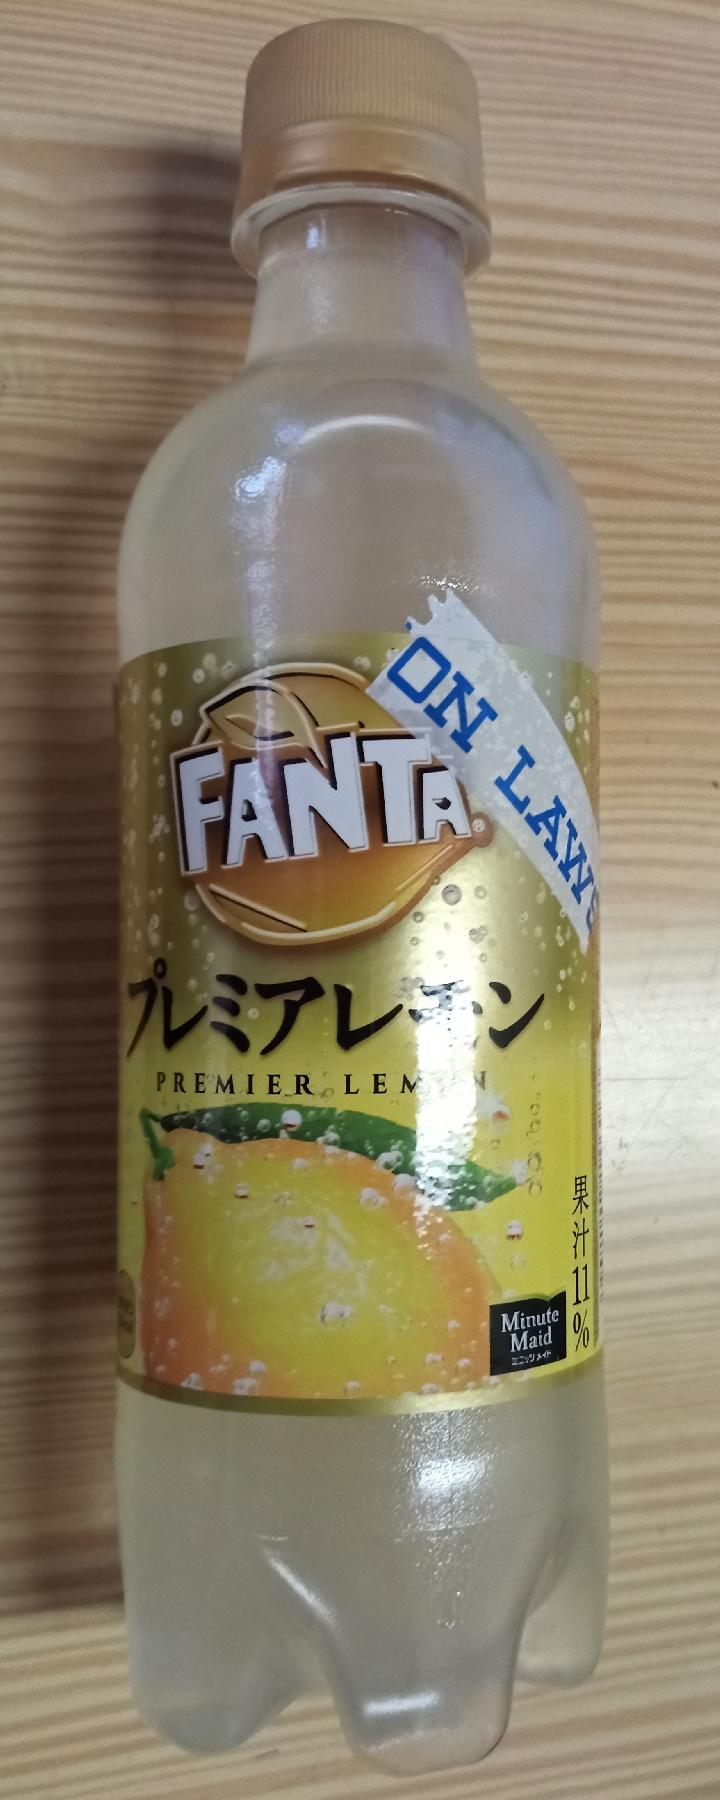 ON LAWS
FANTA
プレミアレモン
PREMIER LEMON
果汁11%
Minute
Maid
ミニッツメイド